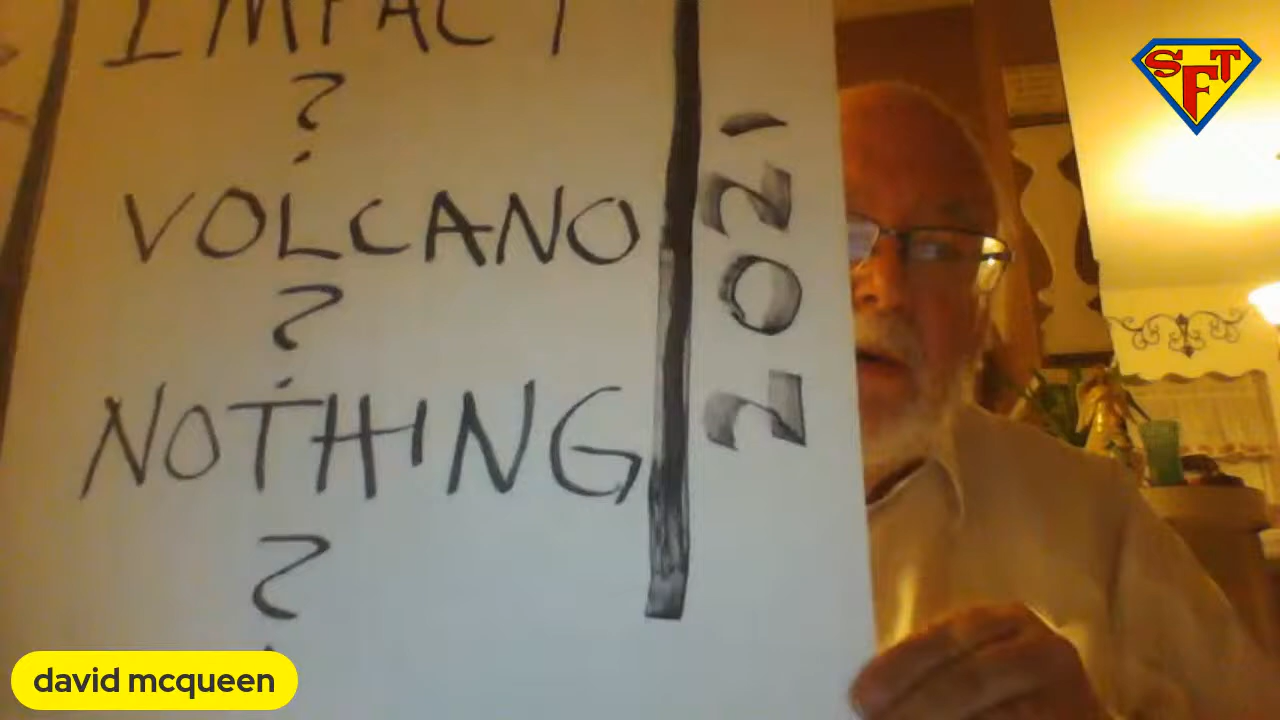 IMPACT
?
VOLCANO
?
NOTHING
?
2021
SFT
david mcqueen